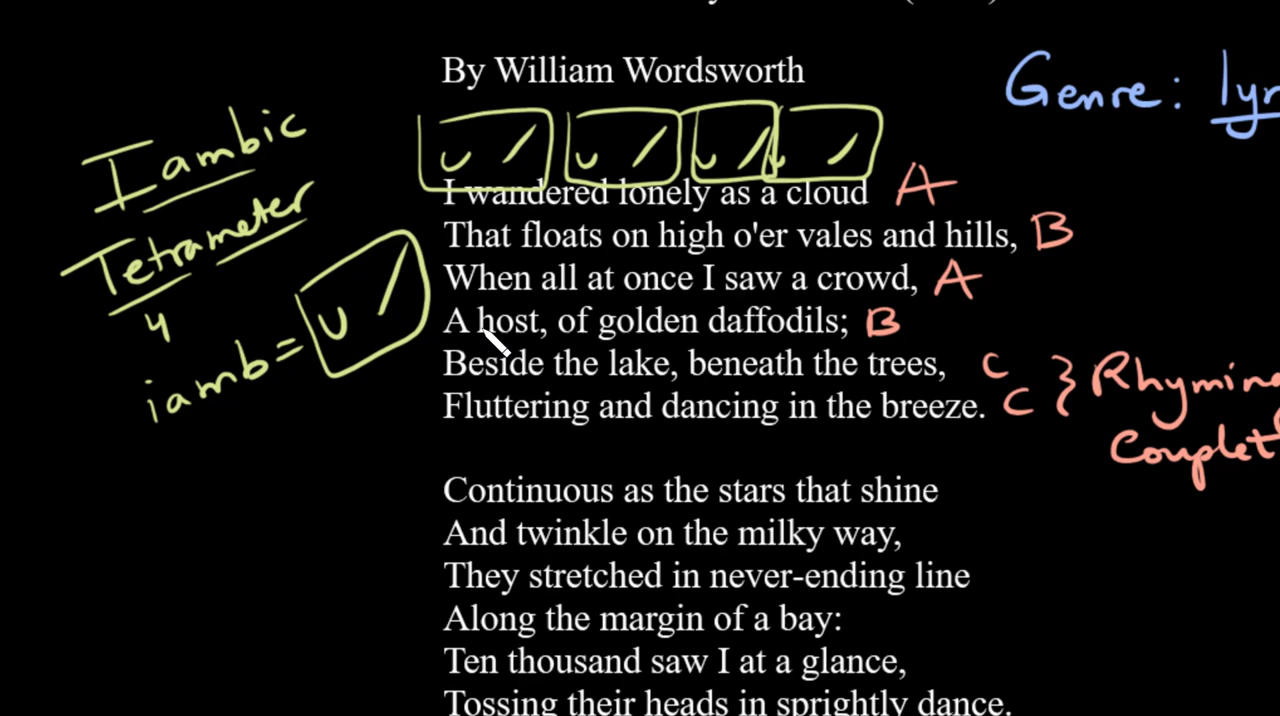 By William Wordsworth
Genre: lyr
Iambic
Tetrameter
4
iamb = ∪ /
∪ / ∪ / ∪ / ∪ /
I wandered lonely as a cloud A
That floats on high o'er vales and hills, B
When all at once I saw a crowd, A
A host, of golden daffodils; B
Beside the lake, beneath the trees, C
Fluttering and dancing in the breeze. C
} Rhyming
Couplet
Continuous as the stars that shine
And twinkle on the milky way,
They stretched in never-ending line
Along the margin of a bay:
Ten thousand saw I at a glance,
Tossing their heads in sprightly dance.